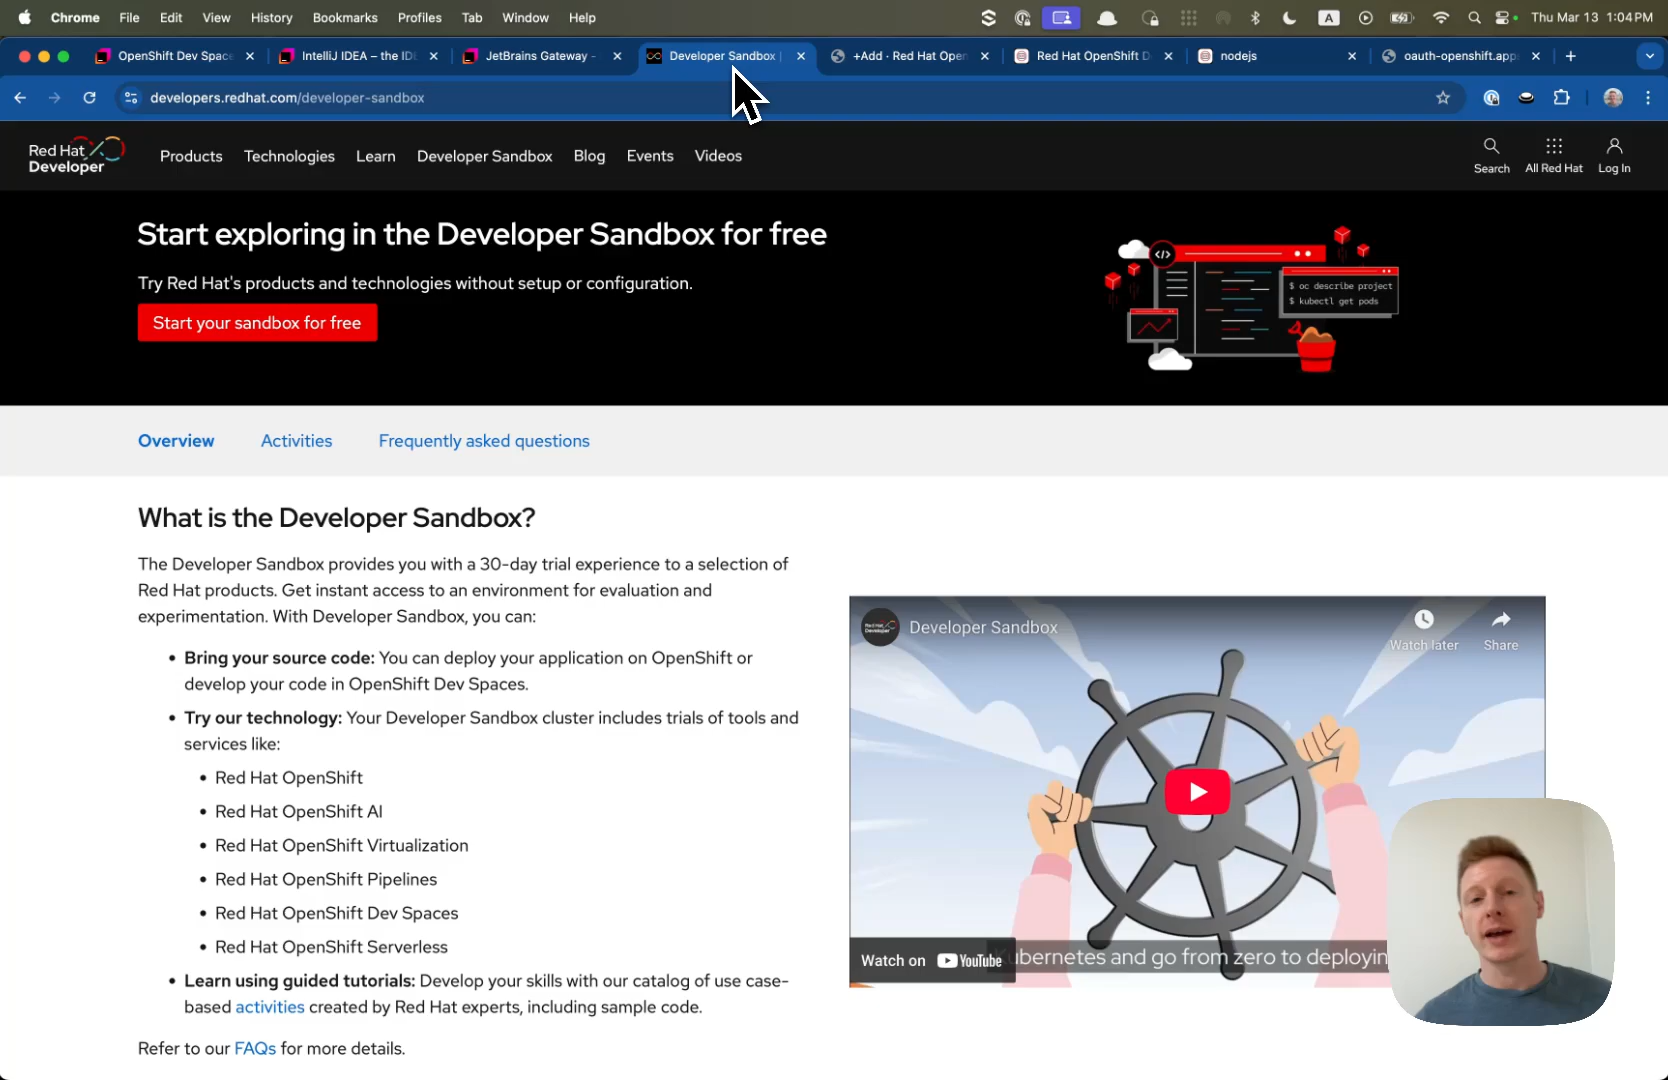 Chrome File Edit View History Bookmarks Profiles Tab Window Help A Thu Mar 13 1:04 PM
OpenShift Dev Space IntelliJ IDEA – the ID JetBrains Gateway - Developer Sandbox | +Add · Red Hat Open Red Hat OpenShift D nodejs oauth-openshift.app
developers.redhat.com/developer-sandbox
Red Hat
Developer
Products Technologies Learn Developer Sandbox Blog Events Videos
Search All Red Hat Log In
Start exploring in the Developer Sandbox for free
Try Red Hat's products and technologies without setup or configuration.
Start your sandbox for free
</>
$ oc describe project
$ kubectl get pods
Overview Activities Frequently asked questions
What is the Developer Sandbox?
The Developer Sandbox provides you with a 30-day trial experience to a selection of
Red Hat products. Get instant access to an environment for evaluation and
experimentation. With Developer Sandbox, you can:
• Bring your source code: You can deploy your application on OpenShift or
develop your code in OpenShift Dev Spaces.
• Try our technology: Your Developer Sandbox cluster includes trials of tools and
services like:
• Red Hat OpenShift
• Red Hat OpenShift AI
• Red Hat OpenShift Virtualization
• Red Hat OpenShift Pipelines
• Red Hat OpenShift Dev Spaces
• Red Hat OpenShift Serverless
• Learn using guided tutorials: Develop your skills with our catalog of use case-
based activities created by Red Hat experts, including sample code.
Refer to our FAQs for more details.
Red Hat
Developer
Developer Sandbox
Watch later Share
Watch on YouTube
ubernetes and go from zero to deployin